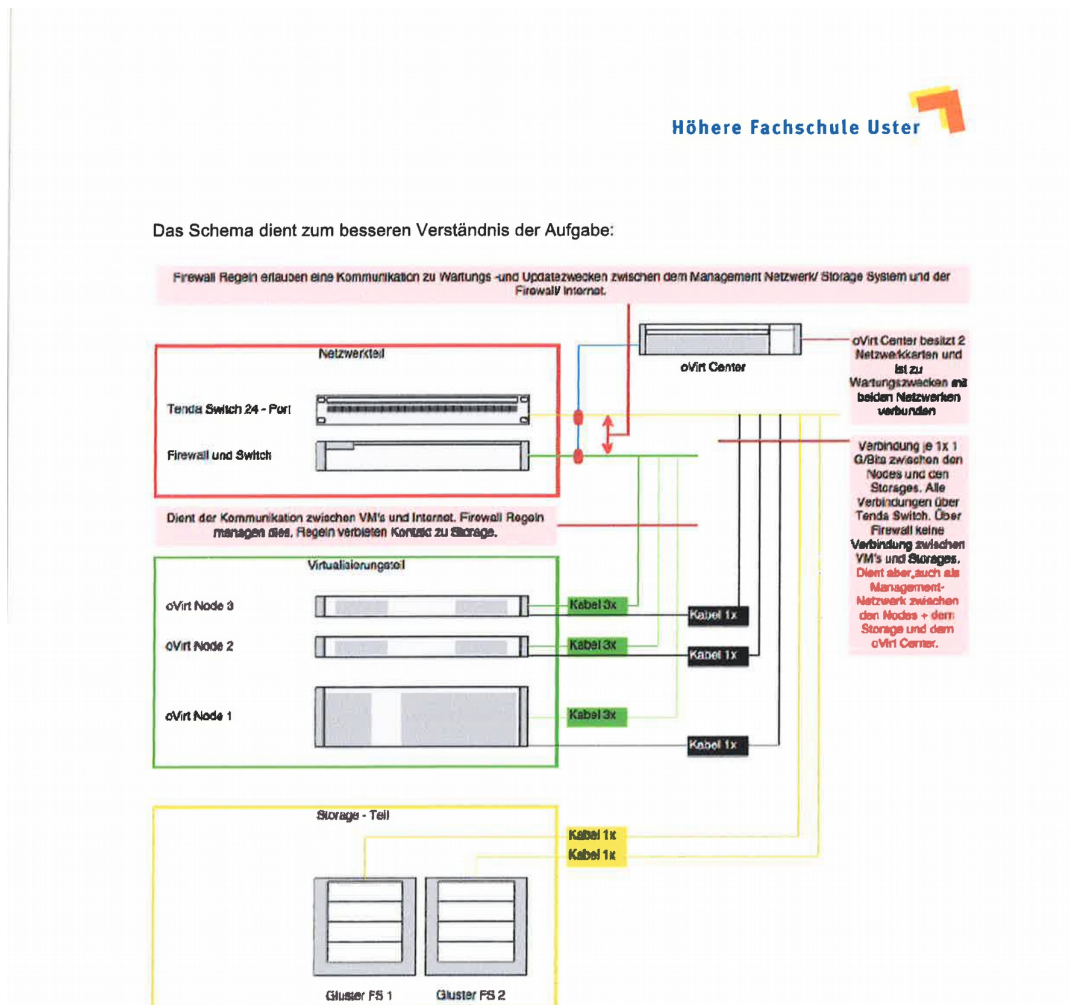 Höhere Fachschule Uster
Das Schema dient zum besseren Verständnis der Aufgabe:
Firewall Regeln erlauben eine Kommunikation zu Wartungs -und Updatezwecken zwischen dem Management Netzwerk/ Storage System und der
Firewall/ Internet.
Netzwerkteil
oVirt Center
oVirt Center besitzt 2
Netzwerkkarten und
ist zu
Wartungszwecken mit
beiden Netzwerken
verbunden
Tenda Switch 24 - Port
Firewall und Switch
Verbindung je 1x 1
G/Bits zwischen den
Nodes und den
Storages. Alle
Verbindungen über
Tenda Switch. Über
Firewall keine
Verbindung zwischen
VM's und Storages.
Dient aber auch als
Management-
Netzwerk zwischen
den Nodes + dem
Storage und dem
oVirt Center.
Dient der Kommunikation zwischen VM's und Internet. Firewall Regeln
managen dies. Regeln verbieten Kontakt zu Storage.
Virtualisierungsteil
oVirt Node 3
Kabel 3x
Kabel 1x
oVirt Node 2
Kabel 3x
Kabel 1x
oVirt Node 1
Kabel 3x
Kabel 1x
Storage - Teil
Kabel 1x
Kabel 1x
Gluster FS 1
Gluster FS 2